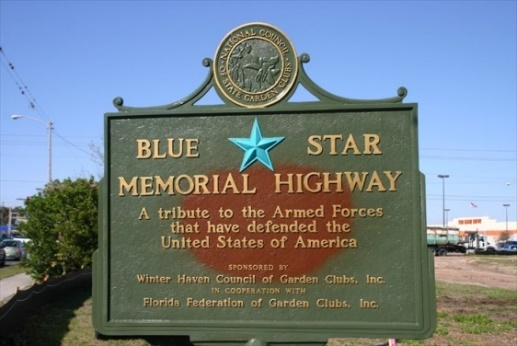 NATIONAL COUNCIL
STATE GARDEN CLUBS
BLUE STAR
MEMORIAL HIGHWAY
A tribute to the Armed Forces
that have defended the
United States of America
SPONSORED BY
Winter Haven Council of Garden Clubs, Inc.
IN COOPERATION WITH
Florida Federation of Garden Clubs, Inc.